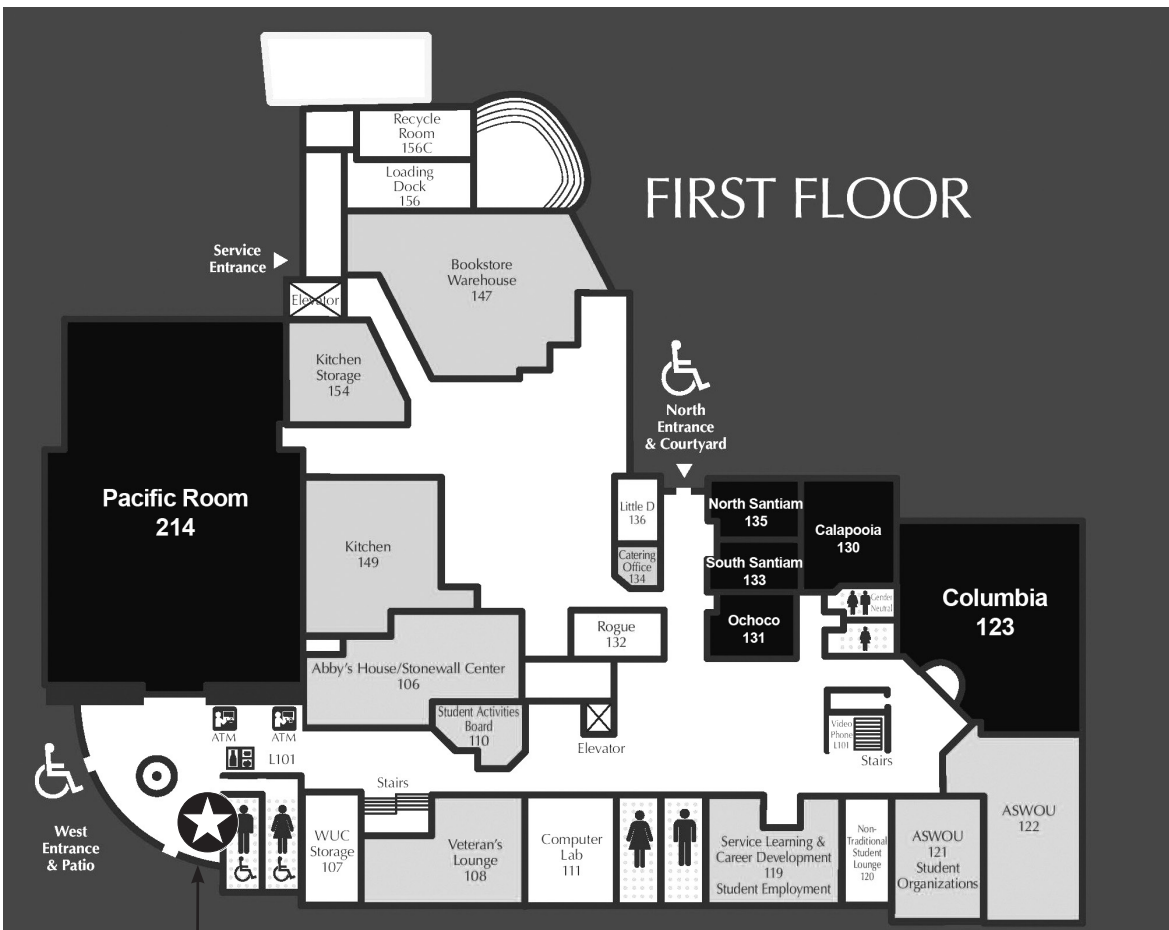 FIRST FLOOR
Recycle
Room
156C
Loading
Dock
156
Service
Entrance
Bookstore
Warehouse
147
Elevator
Kitchen
Storage
154
North
Entrance
& Courtyard
Pacific Room
214
Kitchen
149
Little D
136
Catering
Office
134
North Santiam
135
South Santiam
133
Ochoco
131
Calapooia
130
Gender
Neutral
Columbia
123
Rogue
132
Abby's House/Stonewall Center
106
Student Activities
Board
110
Elevator
Video
Phone
L101
Stairs
ATM
ATM
L101
West
Entrance
& Patio
Stairs
WUC
Storage
107
Veteran's
Lounge
108
Computer
Lab
111
Service Learning &
Career Development
119
Student Employment
Non-
Traditional
Student
Lounge
120
ASWOU
121
Student
Organizations
ASWOU
122